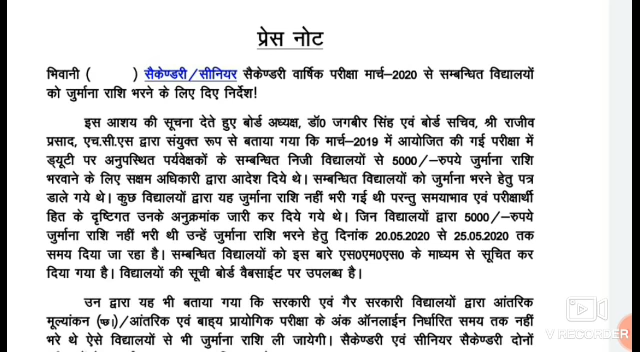 प्रेस नोट
भिवानी ( ) सैकेण्डरी/सीनियर सैकेण्डरी वार्षिक परीक्षा मार्च–2020 से सम्बन्धित विद्यालयों
को जुर्माना राशि भरने के लिए दिए निर्देश!
इस आशय की सूचना देते हुए बोर्ड अध्यक्ष, डॉ0 जगबीर सिंह एवं बोर्ड सचिव, श्री राजीव
प्रसाद, एच.सी.एस द्वारा संयुक्त रूप से बताया गया कि मार्च–2019 में आयोजित की गई परीक्षा में
ड्यूटी पर अनुपस्थित पर्यवेक्षकों के सम्बन्धित निजी विद्यालयों से 5000/–रुपये जुर्माना राशि
भरवाने के लिए सक्षम अधिकारी द्वारा आदेश दिये थे। सम्बन्धित विद्यालयों को जुर्माना भरने हेतु पत्र
डाले गये थे। कुछ विद्यालयों द्वारा यह जुर्माना राशि नहीं भरी गई थी परन्तु समयाभाव एवं परीक्षार्थी
हित के दृष्टिगत उनके अनुक्रमांक जारी कर दिये गये थे। जिन विद्यालयों द्वारा 5000/–रुपये
जुर्माना राशि नहीं भरी थी उन्हें जुर्माना राशि भरने हेतु दिनांक 20.05.2020 से 25.05.2020 तक
समय दिया जा रहा है। सम्बन्धित विद्यालयों को इस बारे एस0एम0एस0 के माध्यम से सूचित कर
दिया गया है। विद्यालयों की सूची बोर्ड वैबसाईट पर उपलब्ध है।
उन द्वारा यह भी बताया गया कि सरकारी एवं गैर सरकारी विद्यालयों द्वारा आंतरिक
मूल्यांकन /आंतरिक एवं बाह्य प्रायोगिक परीक्षा के अंक ऑनलाईन निर्धारित समय तक नहीं
भरे थे ऐसे विद्यालयों से भी जुर्माना राशि ली जायेगी। सैकेण्डरी एवं सीनियर सैकेण्डरी दोनों
V RECORDER